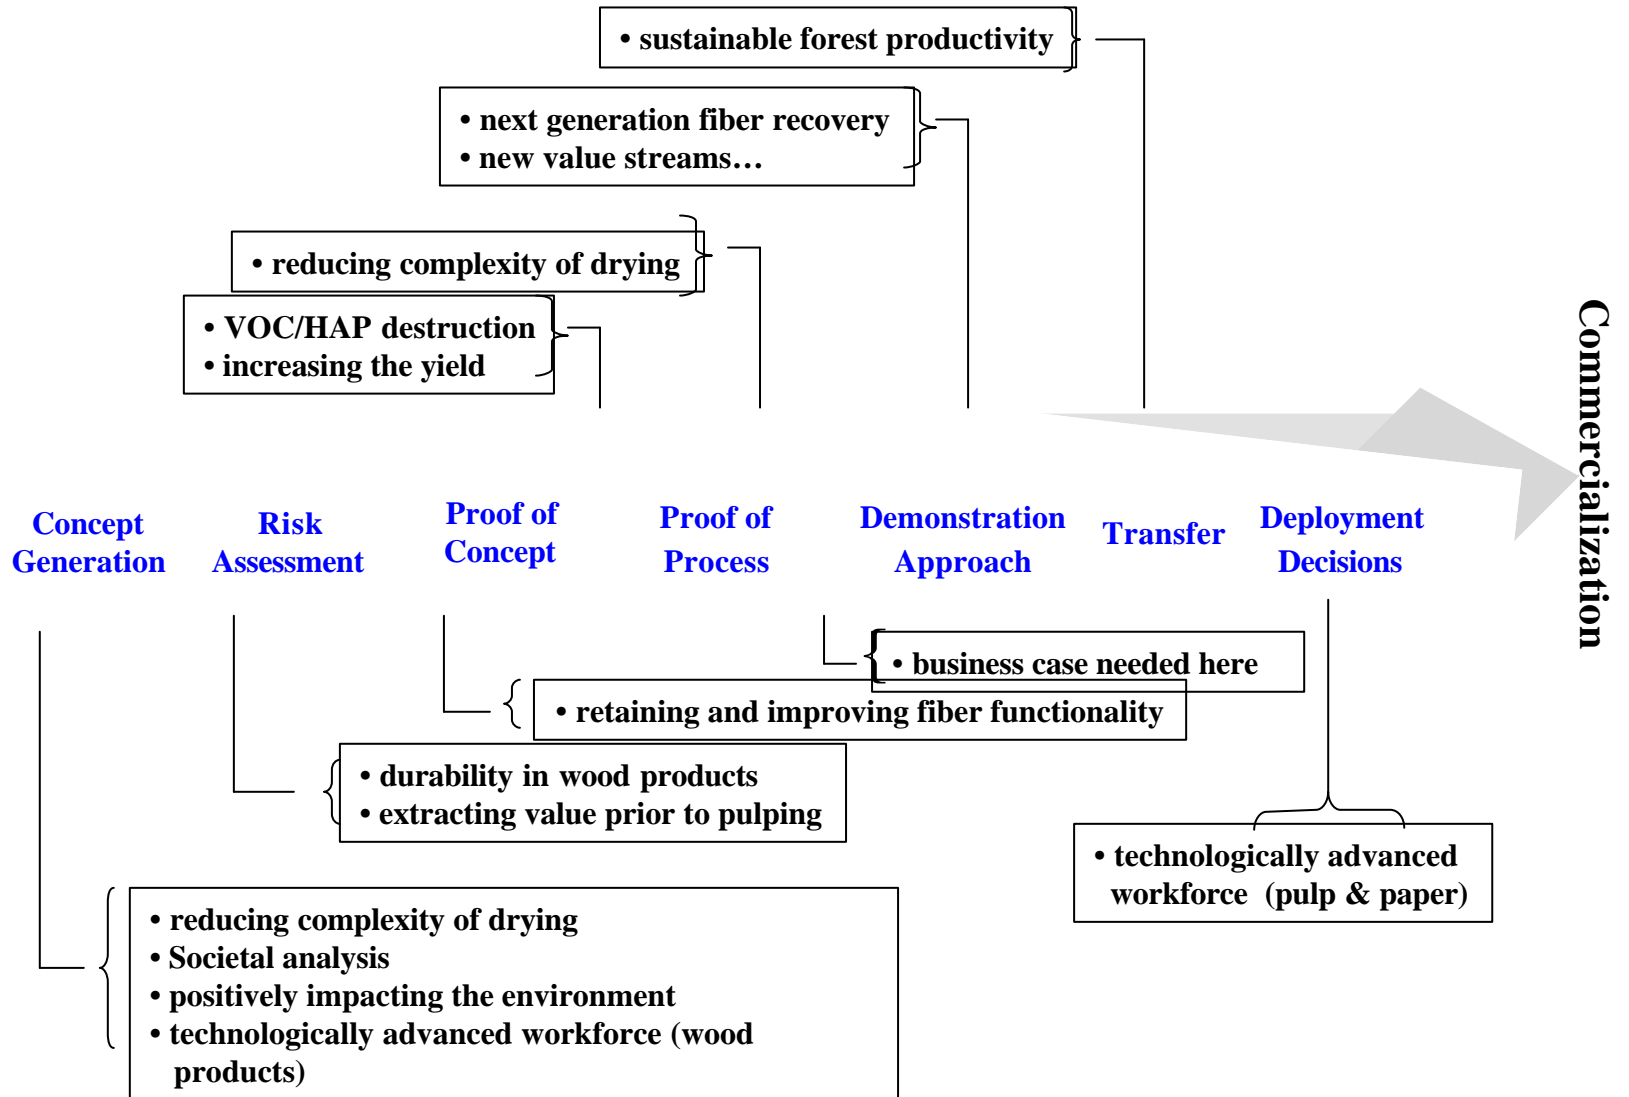 • sustainable forest productivity
• next generation fiber recovery
• new value streams…
• reducing complexity of drying
• VOC/HAP destruction
• increasing the yield
Commercialization
Concept
Generation
Risk
Assessment
Proof of
Concept
Proof of
Process
Demonstration
Approach
Transfer
Deployment
Decisions
• business case needed here
• retaining and improving fiber functionality
• durability in wood products
• extracting value prior to pulping
• technologically advanced
workforce (pulp & paper)
• reducing complexity of drying
• Societal analysis
• positively impacting the environment
• technologically advanced workforce (wood
products)